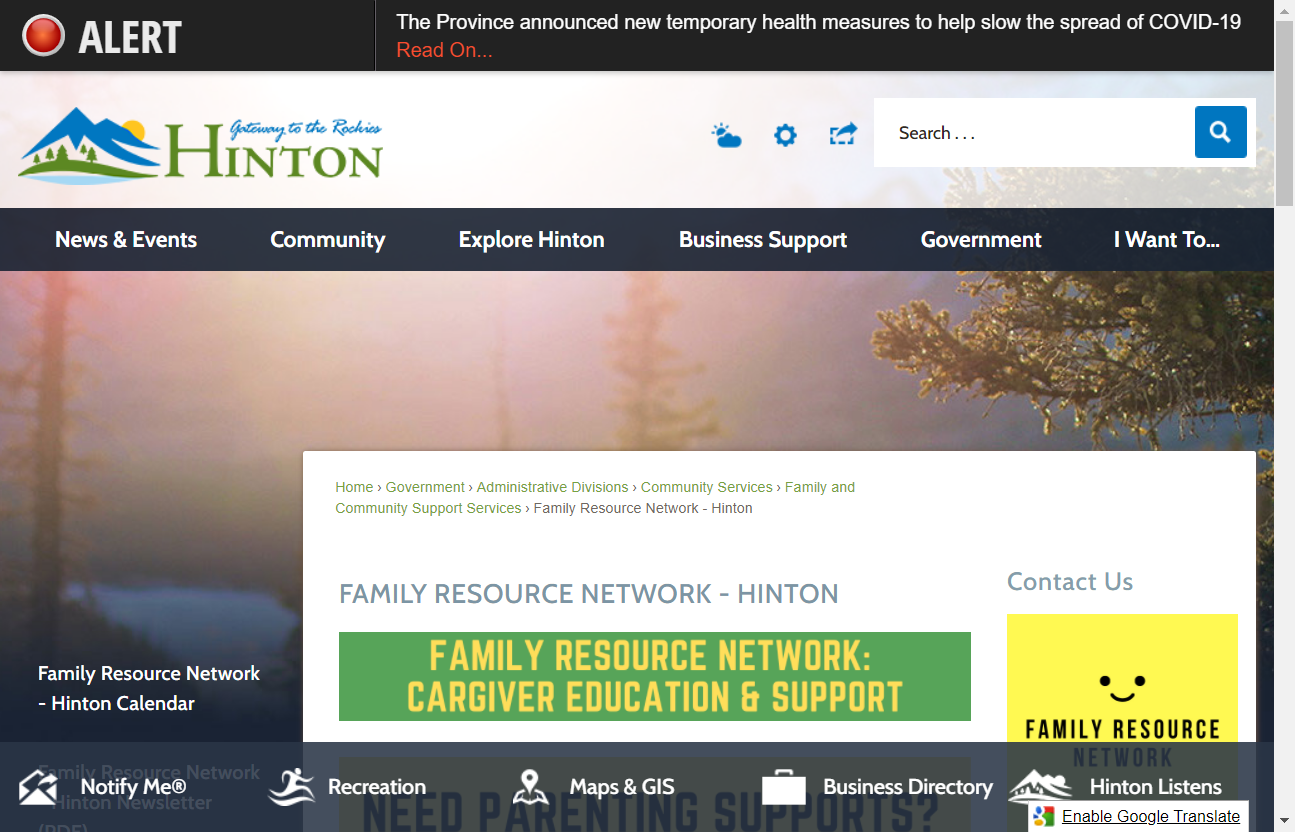 ALERT
The Province announced new temporary health measures to help slow the spread of COVID-19
Read On...
Gateway to the Rockies
HINTON
Search . . .
News & Events
Community
Explore Hinton
Business Support
Government
I Want To...
Home › Government › Administrative Divisions › Community Services › Family and
Community Support Services › Family Resource Network - Hinton
FAMILY RESOURCE NETWORK - HINTON
FAMILY RESOURCE NETWORK:
CARGIVER EDUCATION & SUPPORT
NEED PARENTING SUPPORTS?
Contact Us
FAMILY RESOURCE
NETWORK
Family Resource Network
- Hinton Calendar
Family Resource Network
- Hinton Newsletter
(PDF)
Notify Me®
Recreation
Maps & GIS
Business Directory
Hinton Listens
Enable Google Translate